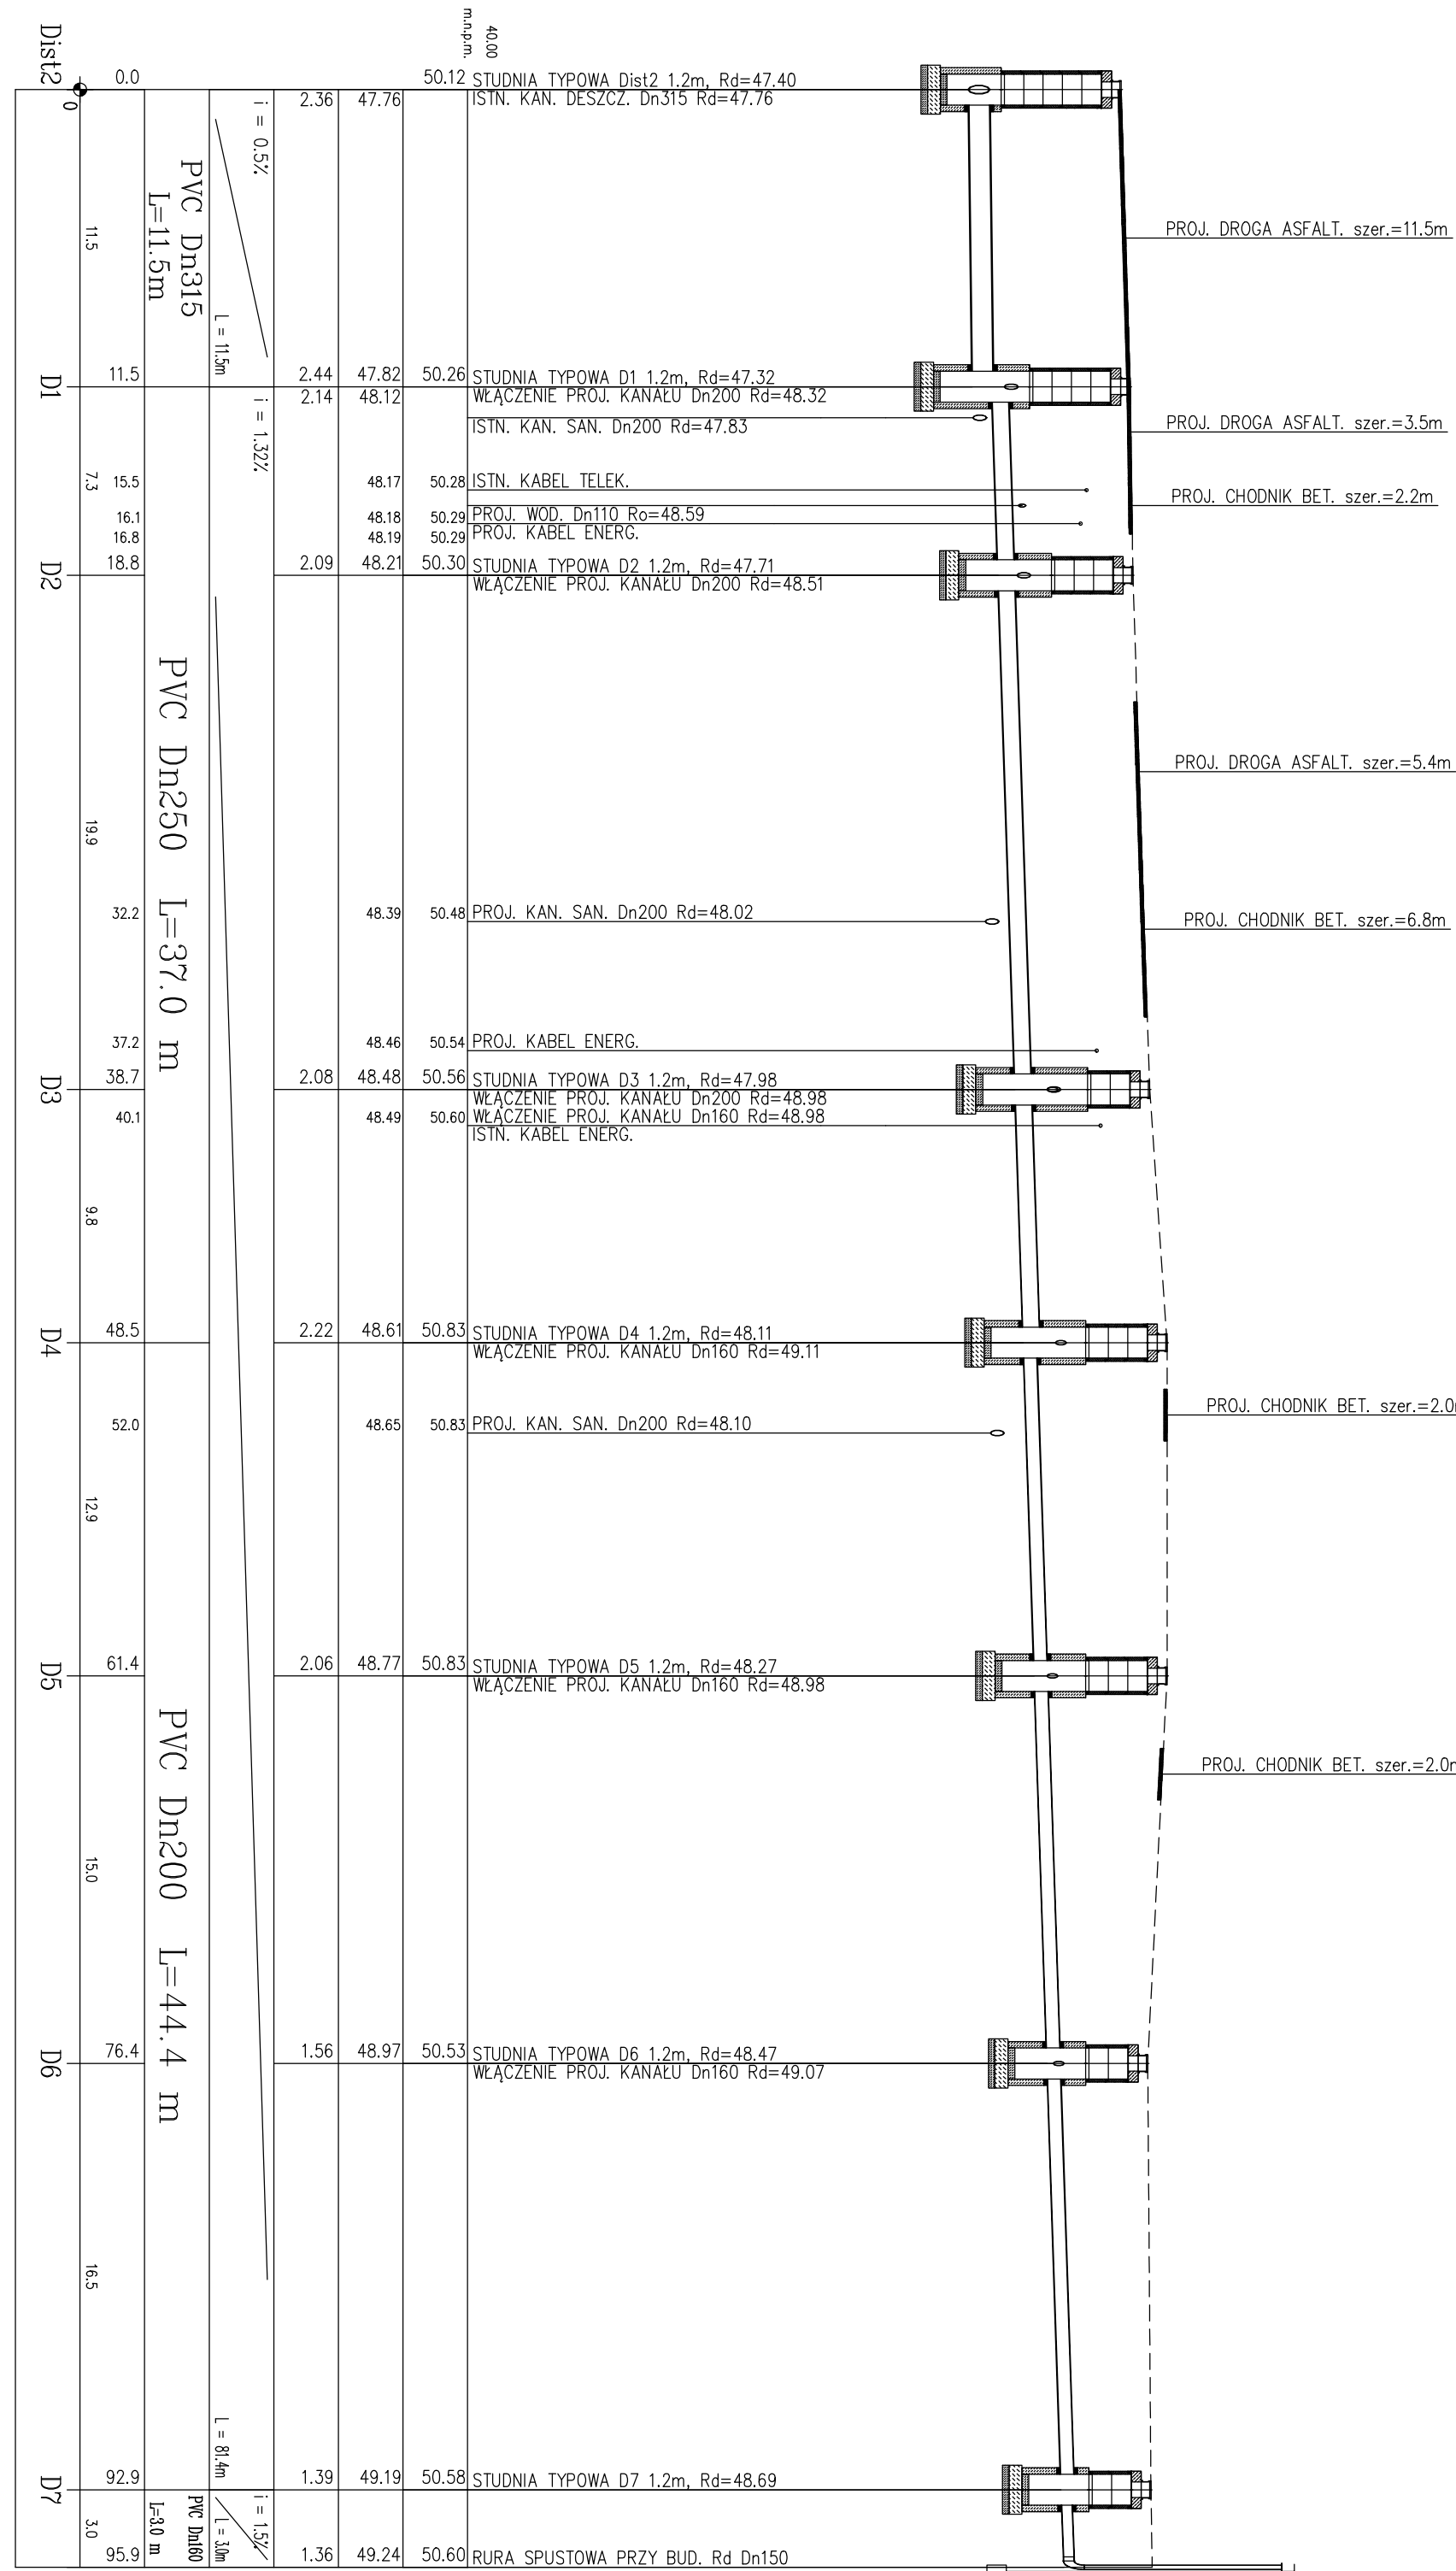 m.n.p.m.
40.00
Dist2
0.0
50.12 STUDNIA TYPOWA Dist2 1.2m, Rd=47.40
0
2.36 47.76 ISTN. KAN. DESZCZ. Dn315 Rd=47.76
i = 0.5%
PVC Dn315
L=11.5m
11.5
PROJ. DROGA ASFALT. szer.=11.5m
L = 11.5m
D1
11.5 2.44 47.82 50.26 STUDNIA TYPOWA D1 1.2m, Rd=47.32
2.14 48.12 WŁĄCZENIE PROJ. KANAŁU Dn200 Rd=48.32
i = 1.32%
ISTN. KAN. SAN. Dn200 Rd=47.83
PROJ. DROGA ASFALT. szer.=3.5m
7.3
15.5 48.17 50.28 ISTN. KABEL TELEK.
PROJ. CHODNIK BET. szer.=2.2m
16.1 48.18 50.29 PROJ. WOD. Dn110 Ro=48.59
16.8 48.19 50.29 PROJ. KABEL ENERG.
D2
18.8 2.09 48.21 50.30 STUDNIA TYPOWA D2 1.2m, Rd=47.71
WŁĄCZENIE PROJ. KANAŁU Dn200 Rd=48.51
PVC Dn250 L=37.0 m
PROJ. DROGA ASFALT. szer.=5.4m
19.9
32.2 48.39 50.48 PROJ. KAN. SAN. Dn200 Rd=48.02
PROJ. CHODNIK BET. szer.=6.8m
37.2 48.46 50.54 PROJ. KABEL ENERG.
D3
38.7 2.08 48.48 50.56 STUDNIA TYPOWA D3 1.2m, Rd=47.98
WŁĄCZENIE PROJ. KANAŁU Dn200 Rd=48.98
40.1 48.49 50.60 WŁĄCZENIE PROJ. KANAŁU Dn160 Rd=48.98
ISTN. KABEL ENERG.
9.8
D4
48.5 2.22 48.61 50.83 STUDNIA TYPOWA D4 1.2m, Rd=48.11
WŁĄCZENIE PROJ. KANAŁU Dn160 Rd=49.11
PROJ. CHODNIK BET. szer.=2.0
52.0 48.65 50.83 PROJ. KAN. SAN. Dn200 Rd=48.10
12.9
D5
61.4 2.06 48.77 50.83 STUDNIA TYPOWA D5 1.2m, Rd=48.27
WŁĄCZENIE PROJ. KANAŁU Dn160 Rd=48.98
PVC Dn200 L=44.4 m
PROJ. CHODNIK BET. szer.=2.0m
15.0
D6
76.4 1.56 48.97 50.53 STUDNIA TYPOWA D6 1.2m, Rd=48.47
WŁĄCZENIE PROJ. KANAŁU Dn160 Rd=49.07
16.5
L = 81.4m
D7
92.9 1.39 49.19 50.58 STUDNIA TYPOWA D7 1.2m, Rd=48.69
i = 1.5%
L = 3.0m
PVC Dn160
L=3.0 m
3.0
95.9 1.36 49.24 50.60 RURA SPUSTOWA PRZY BUD. Rd Dn150